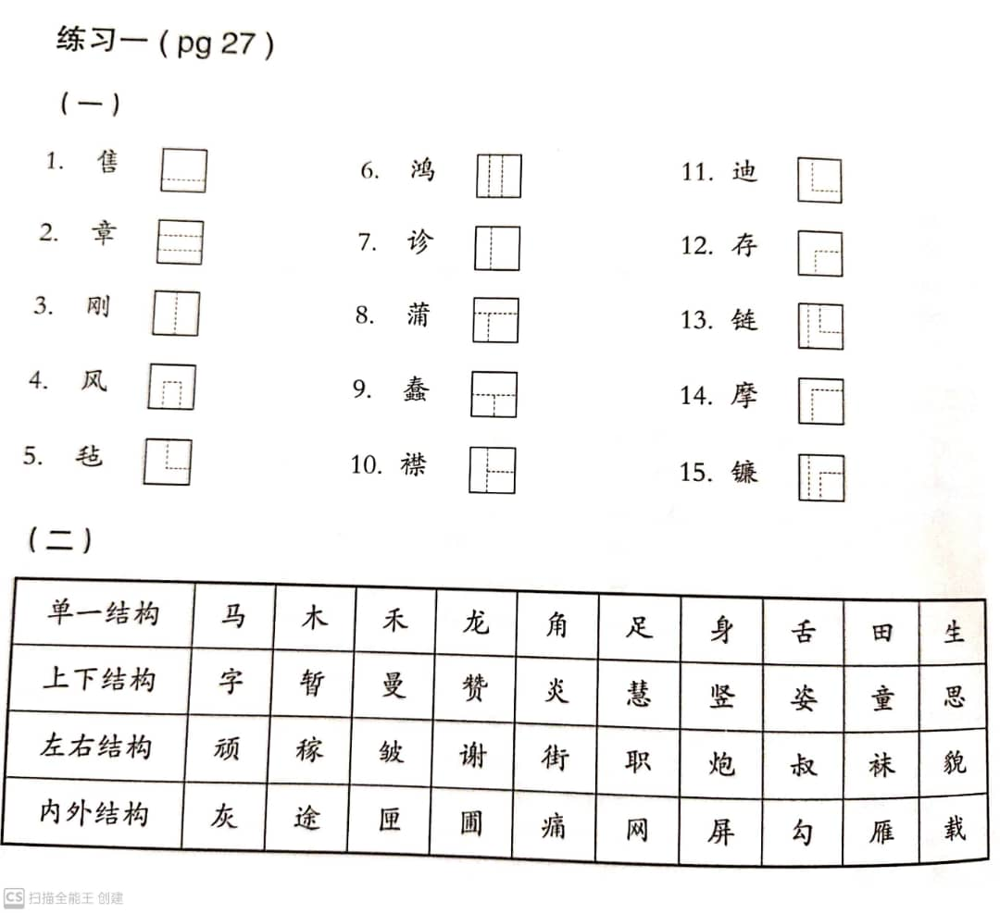 练习一 ( pg 27 )
（一）
1. 售 6. 鸿 11. 迪
2. 章 7. 诊 12. 存
3. 刚 8. 蒲 13. 链
4. 风 9. 蠢 14. 摩
5. 毡 10. 襟 15. 镰
（二）
单一结构 马 木 禾 龙 角 足 身 舌 田 生
上下结构 字 暂 曼 赞 炎 慧 竖 姿 童 思
左右结构 顽 稼 皱 谢 街 职 炮 叔 袜 貌
内外结构 灰 途 匣 圃 痛 网 屏 勾 雁 载
CS 扫描全能王 创建